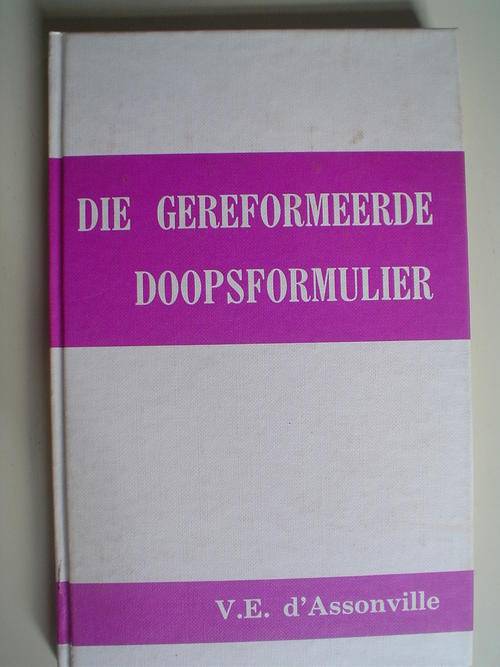 DIE GEREFORMEERDE
DOOPSFORMULIER
V.E. d'Assonville